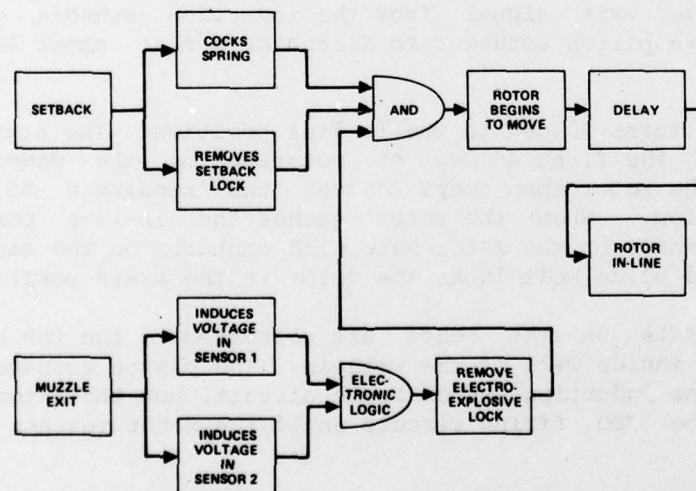 COCKS
SPRING
SETBACK
AND
ROTOR
BEGINS
TO MOVE
DELAY
REMOVES
SETBACK
LOCK
ROTOR
IN-LINE
INDUCES
VOLTAGE
IN
SENSOR 1
MUZZLE
EXIT
ELEC-
TRONIC
LOGIC
REMOVE
ELECTRO-
EXPLOSIVE
LOCK
INDUCES
VOLTAGE
IN
SENSOR 2